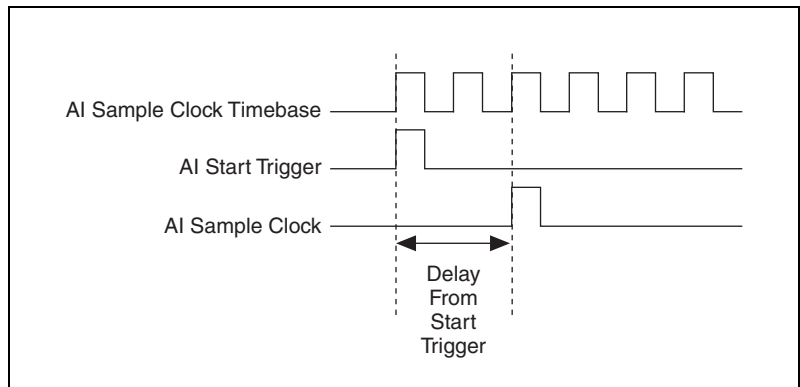 AI Sample Clock Timebase
AI Start Trigger
AI Sample Clock
Delay
From
Start
Trigger